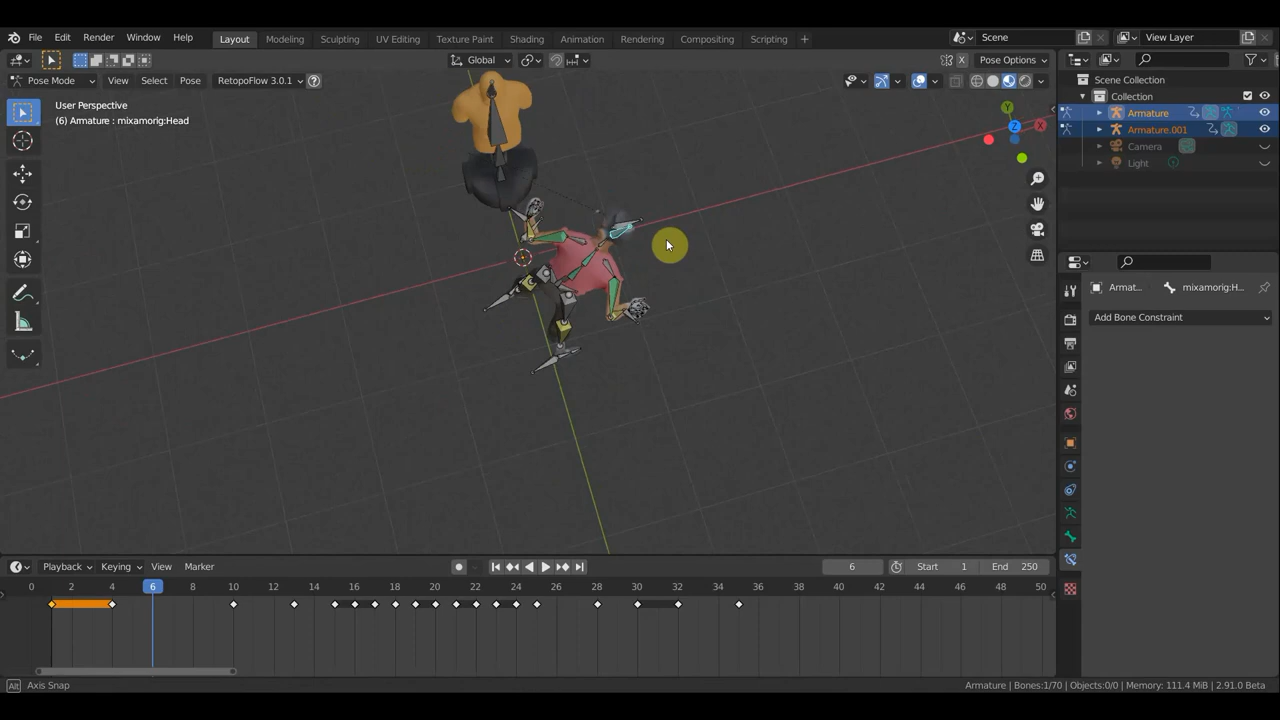 File Edit Render Window Help
Layout Modeling Sculpting UV Editing Texture Paint Shading Animation Rendering Compositing Scripting +
Scene
View Layer
Global
Pose Options
Pose Mode View Select Pose RetopoFlow 3.0.1
User Perspective
(6) Armature : mixamorig:Head
Scene Collection
Collection
Armature
Armature.001
Camera
Light
Armat...
mixamorig:H...
Add Bone Constraint
Playback Keying View Marker
6
Start 1
End 250
0 2 4 6 8 10 12 14 16 18 20 22 24 26 28 30 32 34 36 38 40 42 44 46 48 50
Alt Axis Snap
Armature | Bones:1/70 | Objects:0/0 | Memory: 111.4 MiB | 2.91.0 Beta
X
Y
Z
X